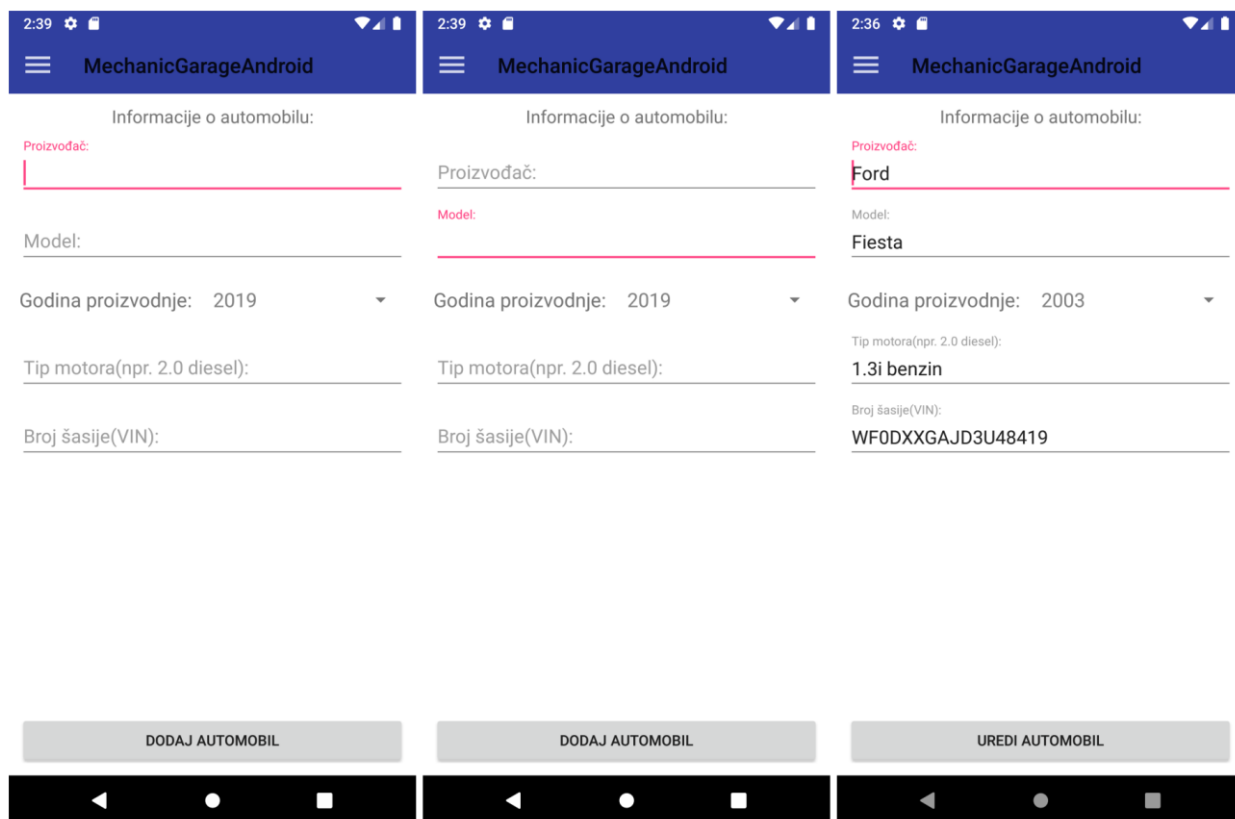 2:39
MechanicGarageAndroid
Informacije o automobilu:
Proizvođač:
Model:
Godina proizvodnje: 2019
Tip motora(npr. 2.0 diesel):
Broj šasije(VIN):
DODAJ AUTOMOBIL
2:39
MechanicGarageAndroid
Informacije o automobilu:
Proizvođač:
Model:
Godina proizvodnje: 2019
Tip motora(npr. 2.0 diesel):
Broj šasije(VIN):
DODAJ AUTOMOBIL
2:36
MechanicGarageAndroid
Informacije o automobilu:
Proizvođač:
Ford
Model:
Fiesta
Godina proizvodnje: 2003
Tip motora(npr. 2.0 diesel):
1.3i benzin
Broj šasije(VIN):
WF0DXXGAJD3U48419
UREDI AUTOMOBIL